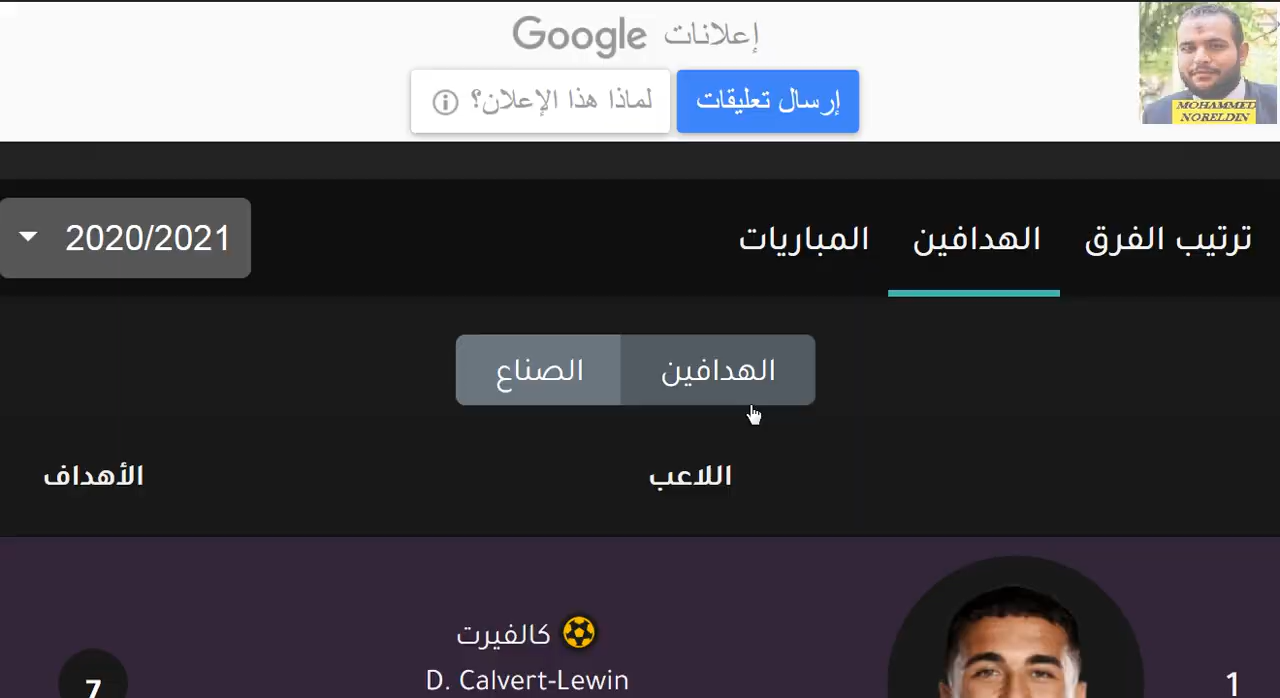 إعلانات Google
إرسال تعليقات
لماذا هذا الإعلان؟
MOHAMMED
NORELDIN
ترتيب الفرق
الهدافين
المباريات
2020/2021
الهدافين
الصناع
اللاعب
الأهداف
1
كالفيرت
D. Calvert-Lewin
7